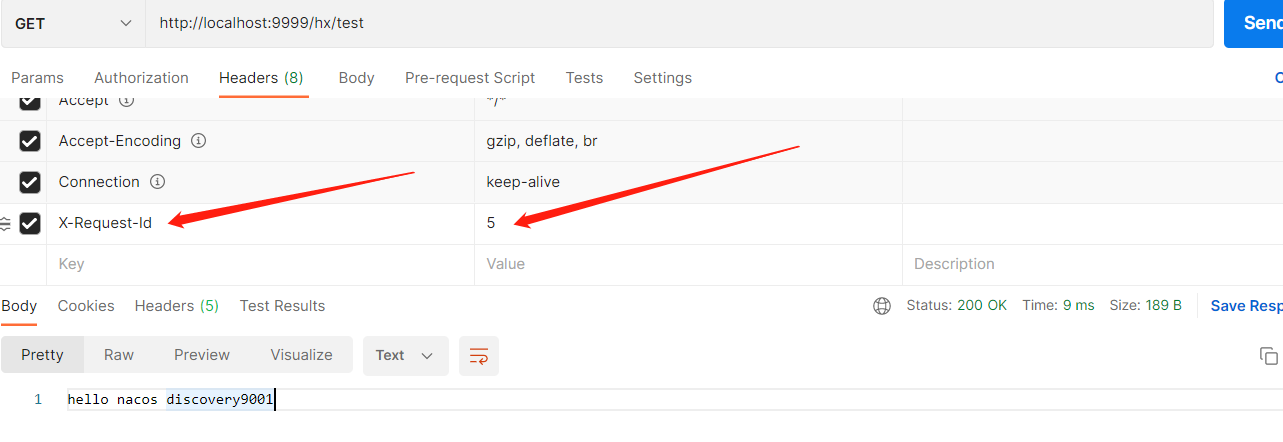 GET http://localhost:9999/hx/test Send
Params Authorization Headers (8) Body Pre-request Script Tests Settings
Accept */*
Accept-Encoding gzip, deflate, br
Connection keep-alive
X-Request-Id 5
Key Value Description
Body Cookies Headers (5) Test Results Status: 200 OK Time: 9 ms Size: 189 B Save Resp
Pretty Raw Preview Visualize Text
1 hello nacos discovery9001